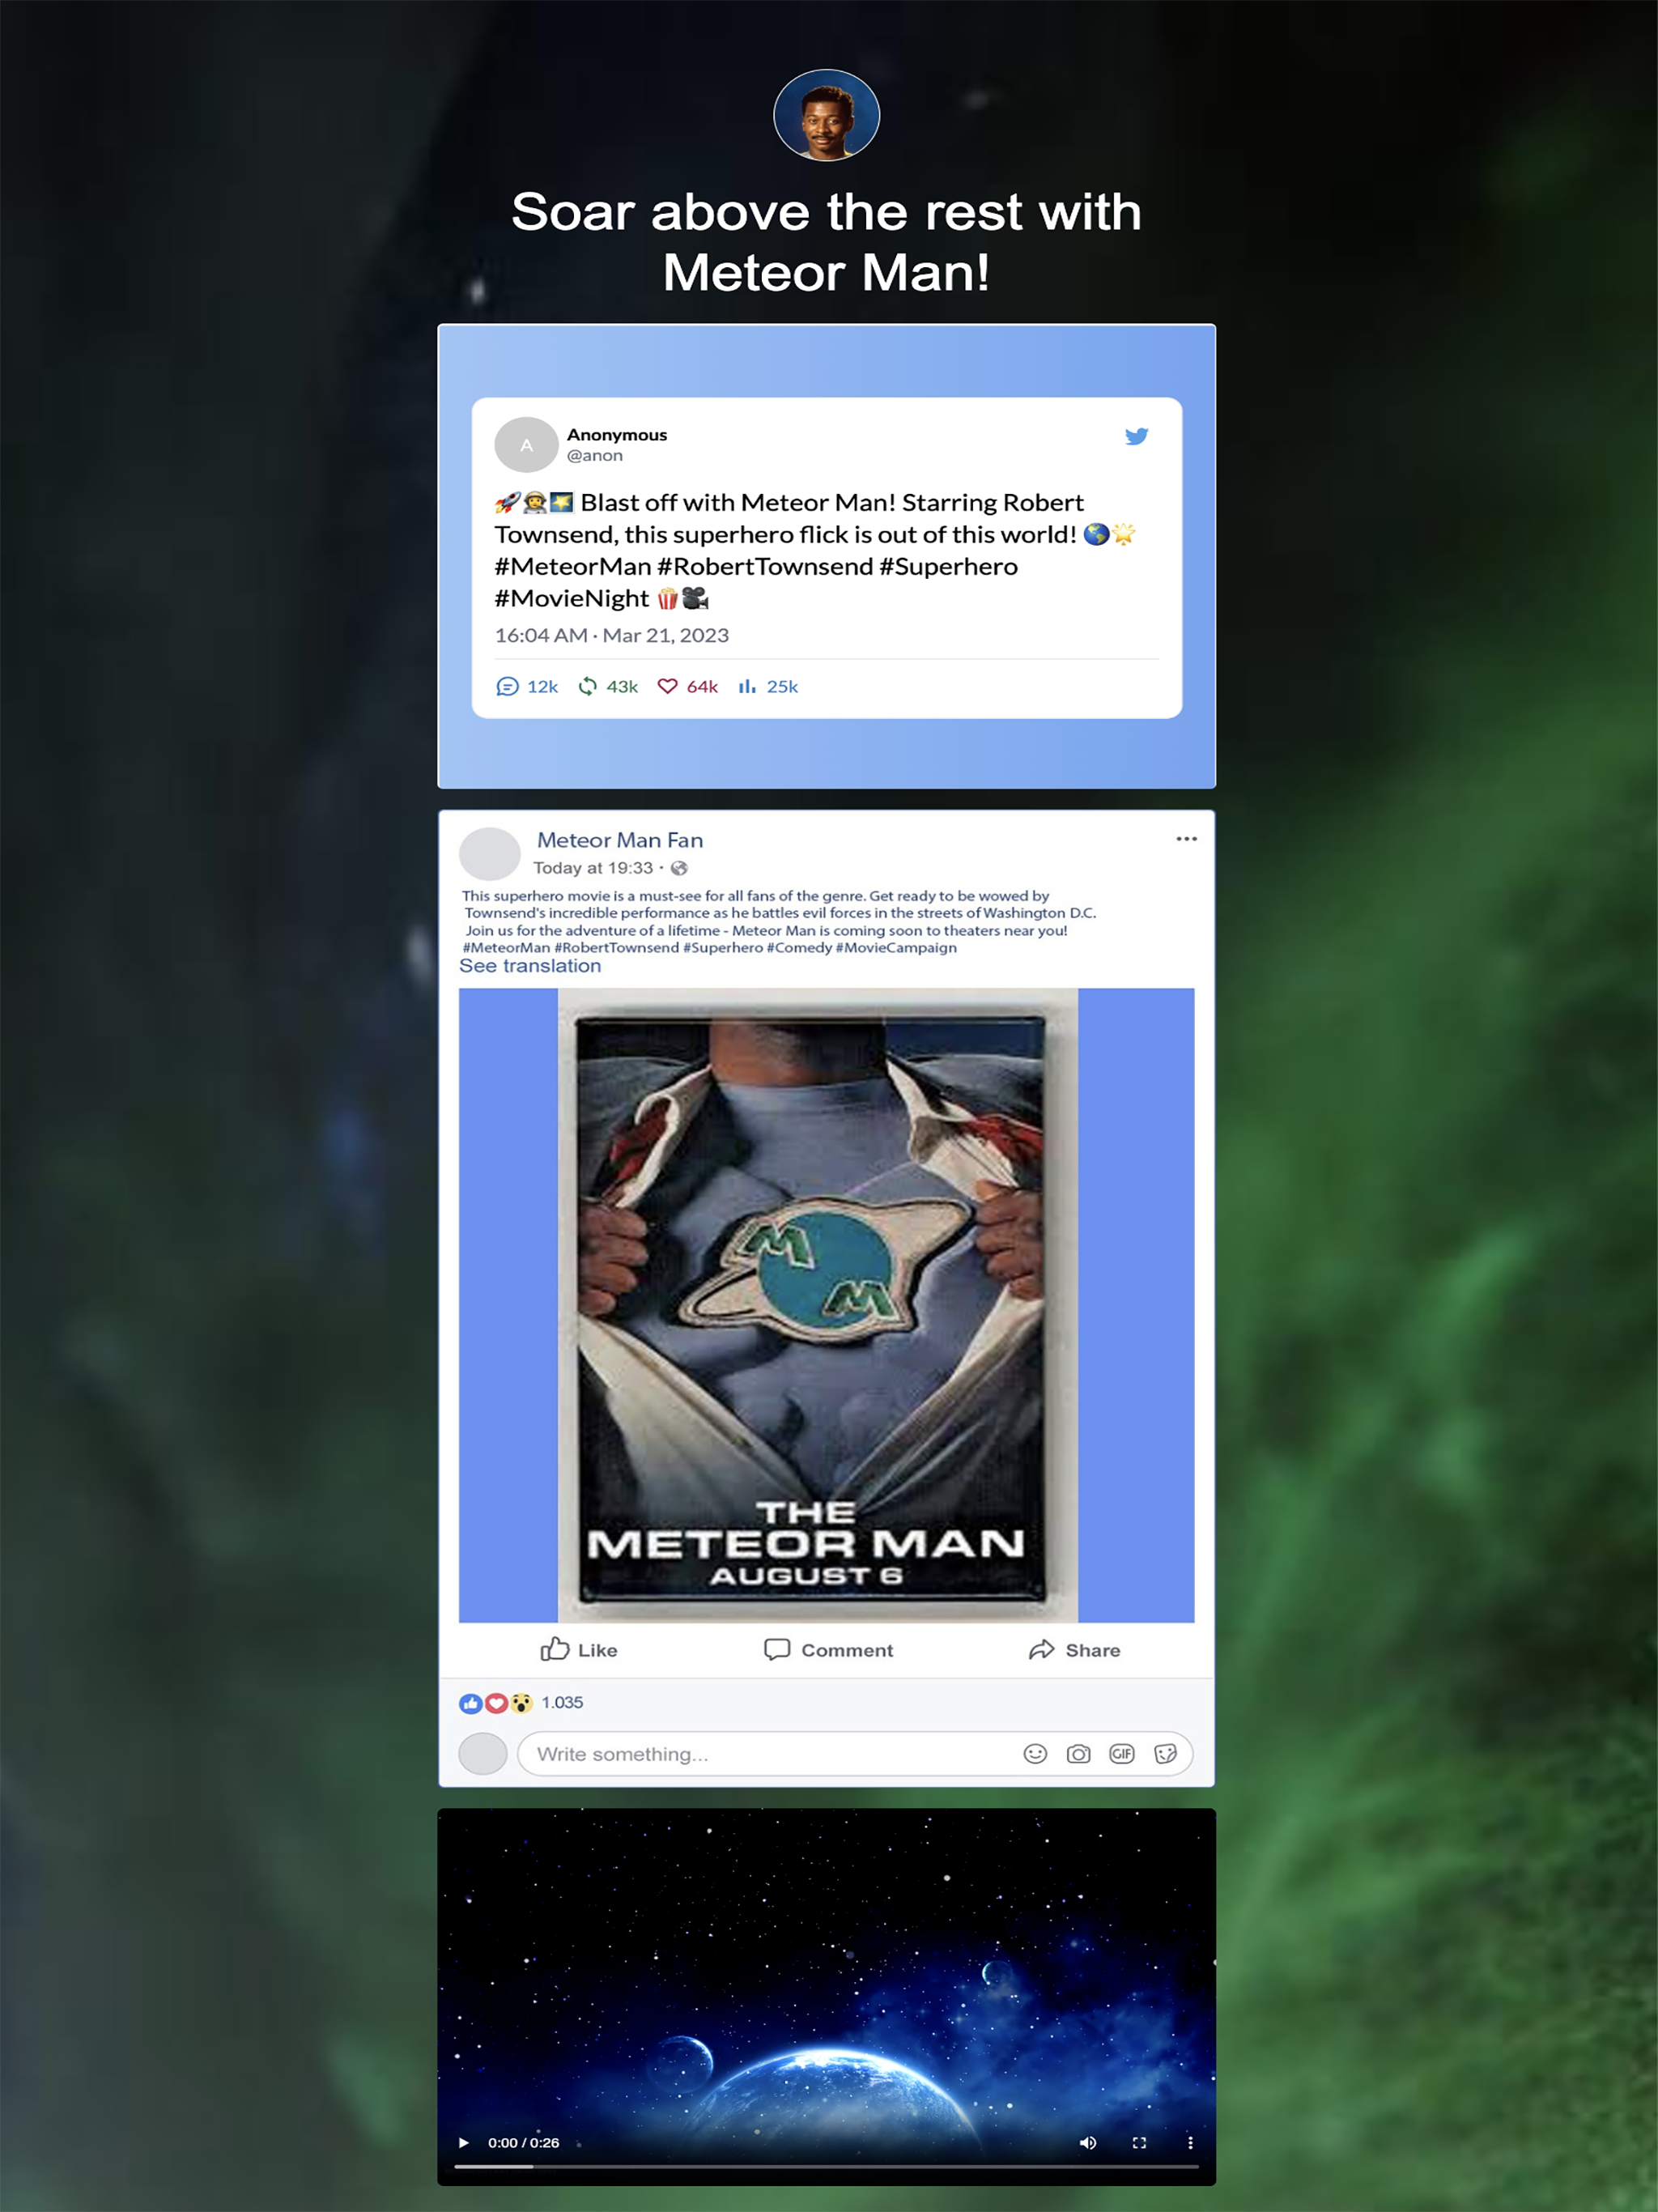 Soar above the rest with
Meteor Man!
A
Anonymous
@anon
🚀👩‍🚀🌠 Blast off with Meteor Man! Starring Robert
Townsend, this superhero flick is out of this world! 🌎🌟
#MeteorMan #RobertTownsend #Superhero
#MovieNight 🍿🎥
16:04 AM · Mar 21, 2023
12k 43k 64k 25k
Meteor Man Fan
Today at 19:33 ·
This superhero movie is a must-see for all fans of the genre. Get ready to be wowed by
Townsend's incredible performance as he battles evil forces in the streets of Washington D.C.
Join us for the adventure of a lifetime - Meteor Man is coming soon to theaters near you!
#MeteorMan #RobertTownsend #Superhero #Comedy #MovieCampaign
See translation
M
M
THE
METEOR MAN
AUGUST 6
Like Comment Share
1.035
Write something...
GIF
0:00 / 0:26